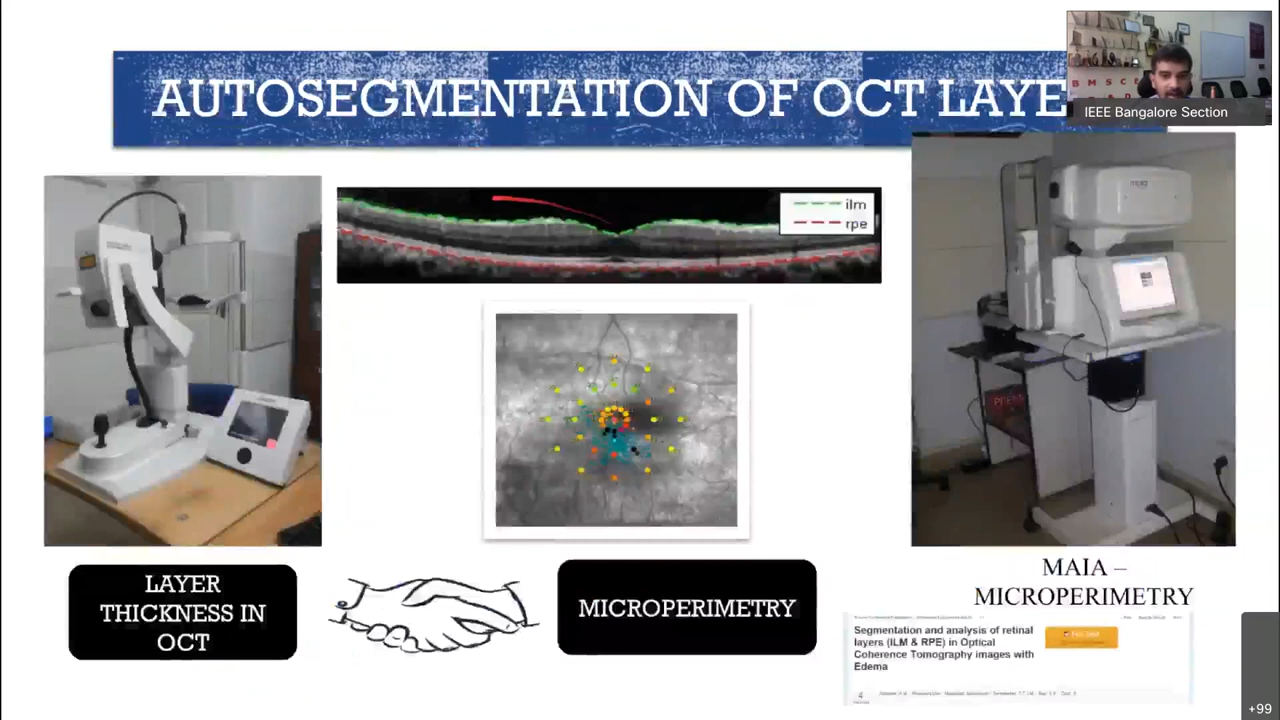 AUTOSEGMENTATION OF OCT LAYE
B M S C E
IEEE Bangalore Section
ilm
rpe
LAYER
THICKNESS IN
OCT
MICROPERIMETRY
MAIA –
MICROPERIMETRY
Segmentation and analysis of retinal
layers (ILM & RPE) in Optical
Coherence Tomography images with
Edema
4
+99